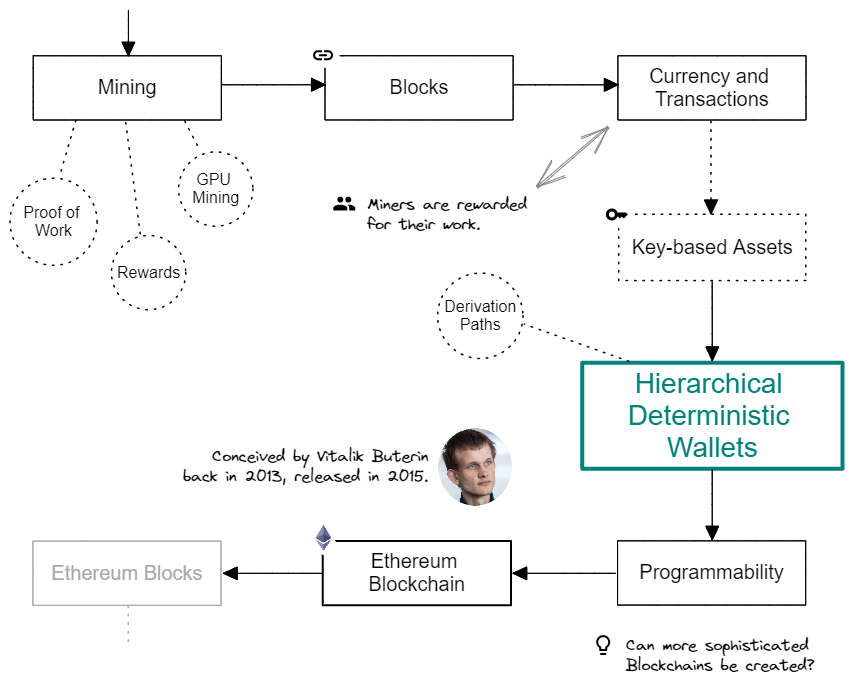 Mining
Blocks
Currency and
Transactions
GPU
Mining
Proof of
Work
Rewards
Miners are rewarded
for their work.
Key-based Assets
Derivation
Paths
Hierarchical
Deterministic
Wallets
Conceived by Vitalik Buterin
back in 2013, released in 2015.
Ethereum Blocks
Ethereum
Blockchain
Programmability
Can more sophisticated
Blockchains be created?